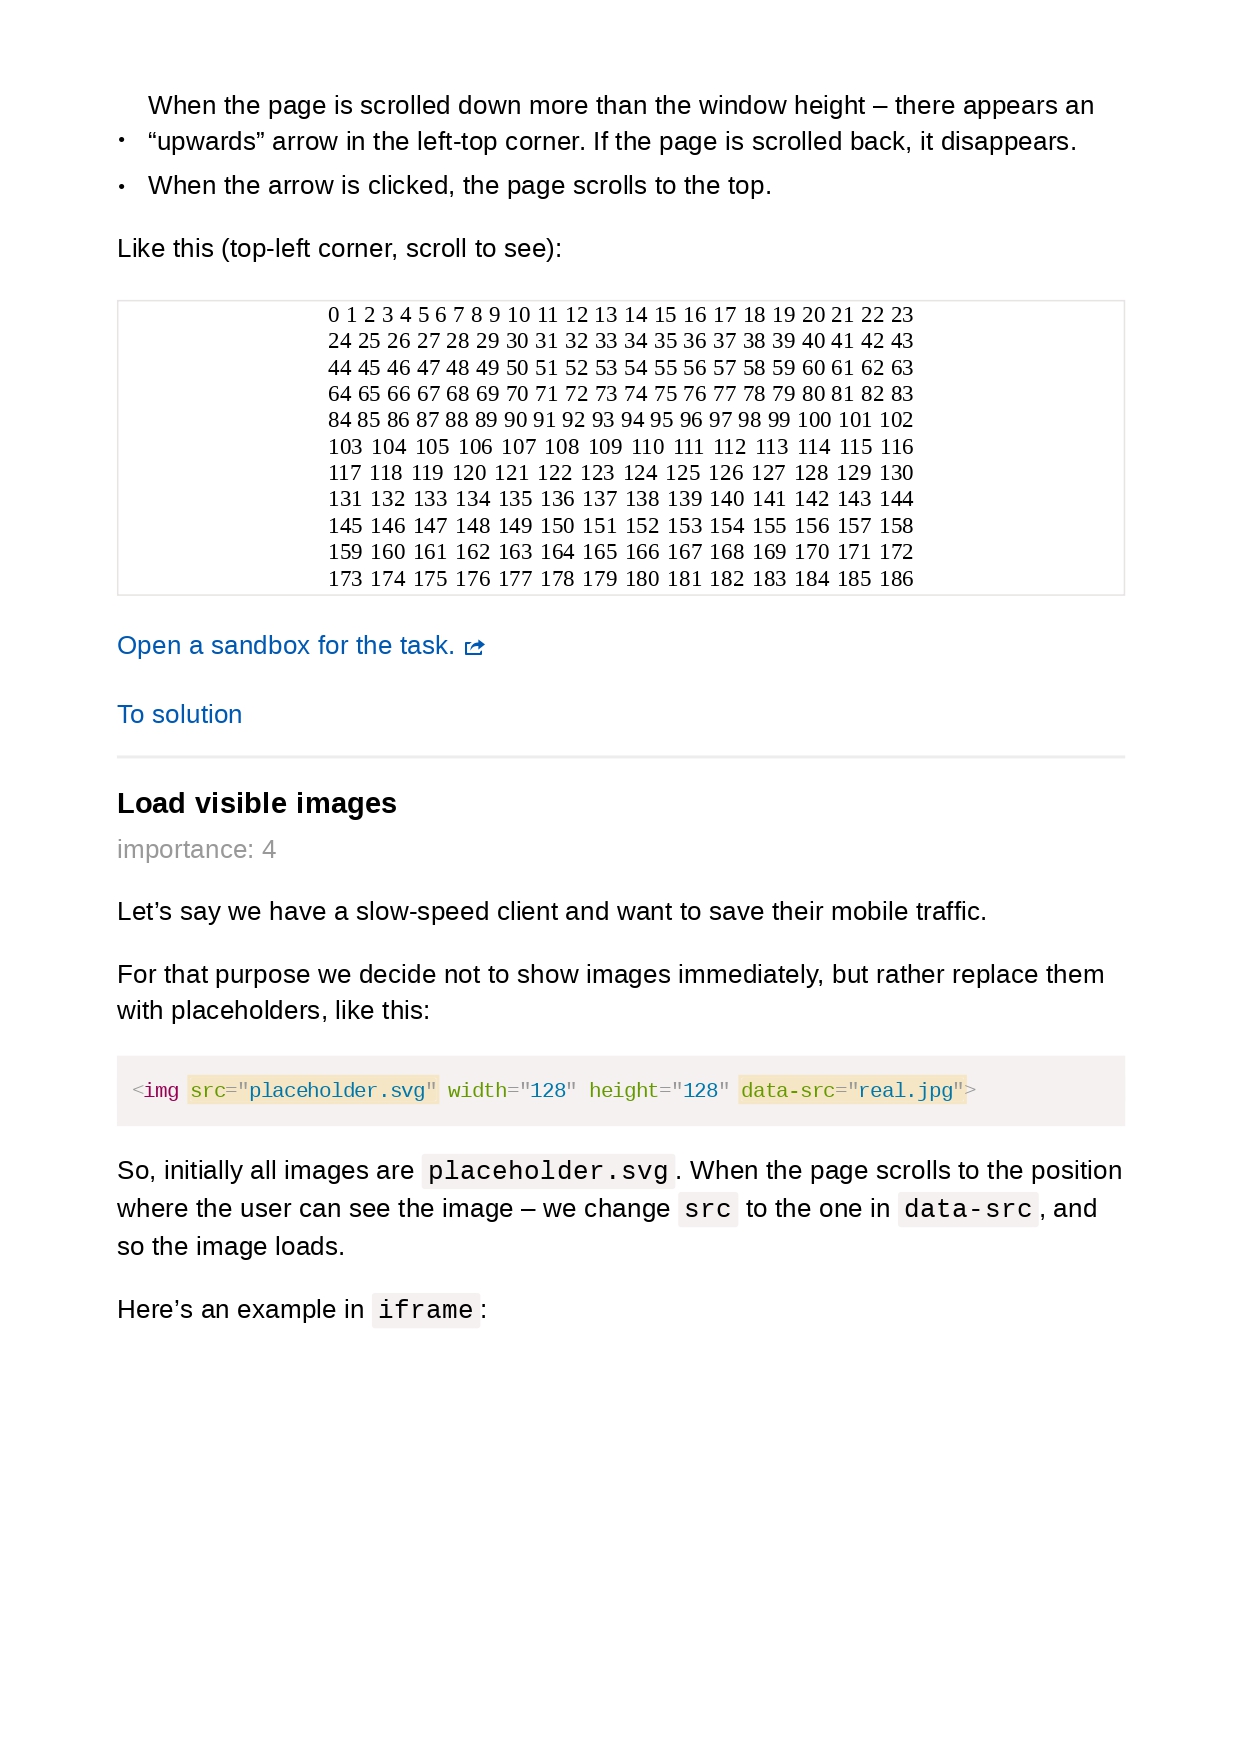 When the page is scrolled down more than the window height – there appears an
• “upwards” arrow in the left-top corner. If the page is scrolled back, it disappears.
• When the arrow is clicked, the page scrolls to the top.
Like this (top-left corner, scroll to see):
0 1 2 3 4 5 6 7 8 9 10 11 12 13 14 15 16 17 18 19 20 21 22 23
24 25 26 27 28 29 30 31 32 33 34 35 36 37 38 39 40 41 42 43
44 45 46 47 48 49 50 51 52 53 54 55 56 57 58 59 60 61 62 63
64 65 66 67 68 69 70 71 72 73 74 75 76 77 78 79 80 81 82 83
84 85 86 87 88 89 90 91 92 93 94 95 96 97 98 99 100 101 102
103 104 105 106 107 108 109 110 111 112 113 114 115 116
117 118 119 120 121 122 123 124 125 126 127 128 129 130
131 132 133 134 135 136 137 138 139 140 141 142 143 144
145 146 147 148 149 150 151 152 153 154 155 156 157 158
159 160 161 162 163 164 165 166 167 168 169 170 171 172
173 174 175 176 177 178 179 180 181 182 183 184 185 186
Open a sandbox for the task.
To solution
Load visible images
importance: 4
Let’s say we have a slow-speed client and want to save their mobile traffic.
For that purpose we decide not to show images immediately, but rather replace them
with placeholders, like this:
<img src="placeholder.svg" width="128" height="128" data-src="real.jpg">
So, initially all images are placeholder.svg. When the page scrolls to the position
where the user can see the image – we change src to the one in data-src, and
so the image loads.
Here’s an example in iframe: